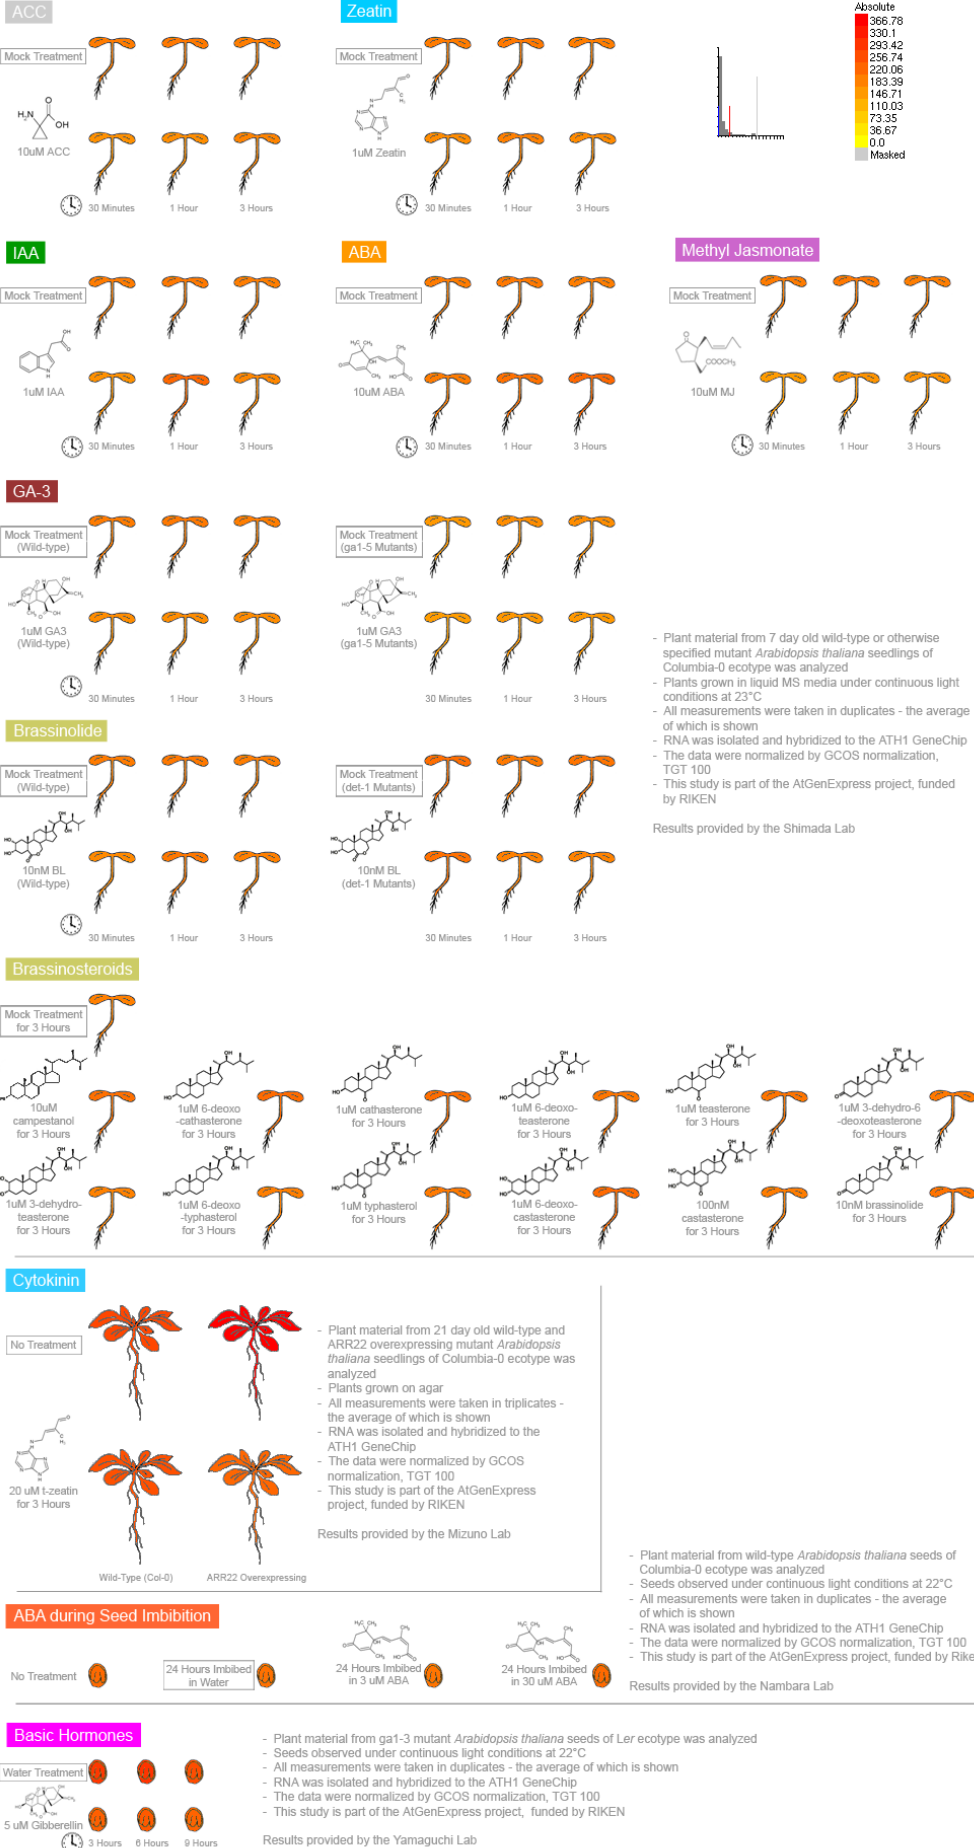 ACC
Zeatin
Absolute
366.78
330.1
293.42
256.74
220.06
183.39
146.71
110.03
73.35
36.67
0.0
Masked
Mock Treatment
Mock Treatment
10uM ACC
1uM Zeatin
30 Minutes 1 Hour 3 Hours
30 Minutes 1 Hour 3 Hours
IAA
ABA
Methyl Jasmonate
Mock Treatment
Mock Treatment
Mock Treatment
1uM IAA
10uM ABA
10uM MJ
30 Minutes 1 Hour 3 Hours
30 Minutes 1 Hour 3 Hours
30 Minutes 1 Hour 3 Hours
GA-3
Mock Treatment
(Wild-type)
Mock Treatment
(ga1-5 Mutants)
1uM GA3
(Wild-type)
1uM GA3
(ga1-5 Mutants)
30 Minutes 1 Hour 3 Hours
30 Minutes 1 Hour 3 Hours
- Plant material from 7 day old wild-type or otherwise
specified mutant Arabidopsis thaliana seedlings of
Columbia-0 ecotype was analyzed
- Plants grown in liquid MS media under continuous light
conditions at 23°C
- All measurements were taken in duplicates - the average
of which is shown
- RNA was isolated and hybridized to the ATH1 GeneChip
- The data were normalized by GCOS normalization,
TGT 100
- This study is part of the AtGenExpress project, funded
by RIKEN
Results provided by the Shimada Lab
Brassinolide
Mock Treatment
(Wild-type)
Mock Treatment
(det-1 Mutants)
10nM BL
(Wild-type)
10nM BL
(det-1 Mutants)
30 Minutes 1 Hour 3 Hours
30 Minutes 1 Hour 3 Hours
Brassinosteroids
Mock Treatment
for 3 Hours
10uM
campestanol
for 3 Hours
1uM 6-deoxo
-cathasterone
for 3 Hours
1uM cathasterone
for 3 Hours
1uM 6-deoxo-
teasterone
for 3 Hours
1uM teasterone
for 3 Hours
1uM 3-dehydro-6
-deoxoteasterone
for 3 Hours
1uM 3-dehydro-
teasterone
for 3 Hours
1uM 6-deoxo
-typhasterol
for 3 Hours
1uM typhasterol
for 3 Hours
1uM 6-deoxo-
castasterone
for 3 Hours
100nM
castasterone
for 3 Hours
10nM brassinolide
for 3 Hours
Cytokinin
No Treatment
20 uM t-zeatin
for 3 Hours
Wild-Type (Col-0)
ARR22 Overexpressing
- Plant material from 21 day old wild-type and
ARR22 overexpressing mutant Arabidopsis
thaliana seedlings of Columbia-0 ecotype was
analyzed
- Plants grown on agar
- All measurements were taken in triplicates -
the average of which is shown
- RNA was isolated and hybridized to the
ATH1 GeneChip
- The data were normalized by GCOS
normalization, TGT 100
- This study is part of the AtGenExpress
project, funded by RIKEN
Results provided by the Mizuno Lab
ABA during Seed Imbibition
No Treatment
24 Hours Imbibed
in Water
24 Hours Imbibed
in 3 uM ABA
24 Hours Imbibed
in 30 uM ABA
- Plant material from wild-type Arabidopsis thaliana seeds of
Columbia-0 ecotype was analyzed
- Seeds observed under continuous light conditions at 22°C
- All measurements were taken in duplicates - the average
of which is shown
- RNA was isolated and hybridized to the ATH1 GeneChip
- The data were normalized by GCOS normalization, TGT 100
- This study is part of the AtGenExpress project, funded by Rike
Results provided by the Nambara Lab
Basic Hormones
Water Treatment
5 uM Gibberellin
3 Hours 6 Hours 9 Hours
- Plant material from ga1-3 mutant Arabidopsis thaliana seeds of Ler ecotype was analyzed
- Seeds observed under continuous light conditions at 22°C
- All measurements were taken in duplicates - the average of which is shown
- RNA was isolated and hybridized to the ATH1 GeneChip
- The data were normalized by GCOS normalization, TGT 100
- This study is part of the AtGenExpress project, funded by RIKEN
Results provided by the Yamaguchi Lab